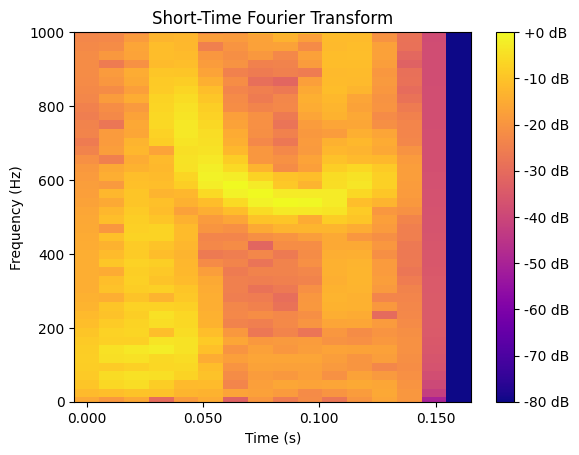 Short-Time Fourier Transform
1000
800
600
400
200
0
Frequency (Hz)
0.000
0.050
0.100
0.150
Time (s)
+0 dB
-10 dB
-20 dB
-30 dB
-40 dB
-50 dB
-60 dB
-70 dB
-80 dB